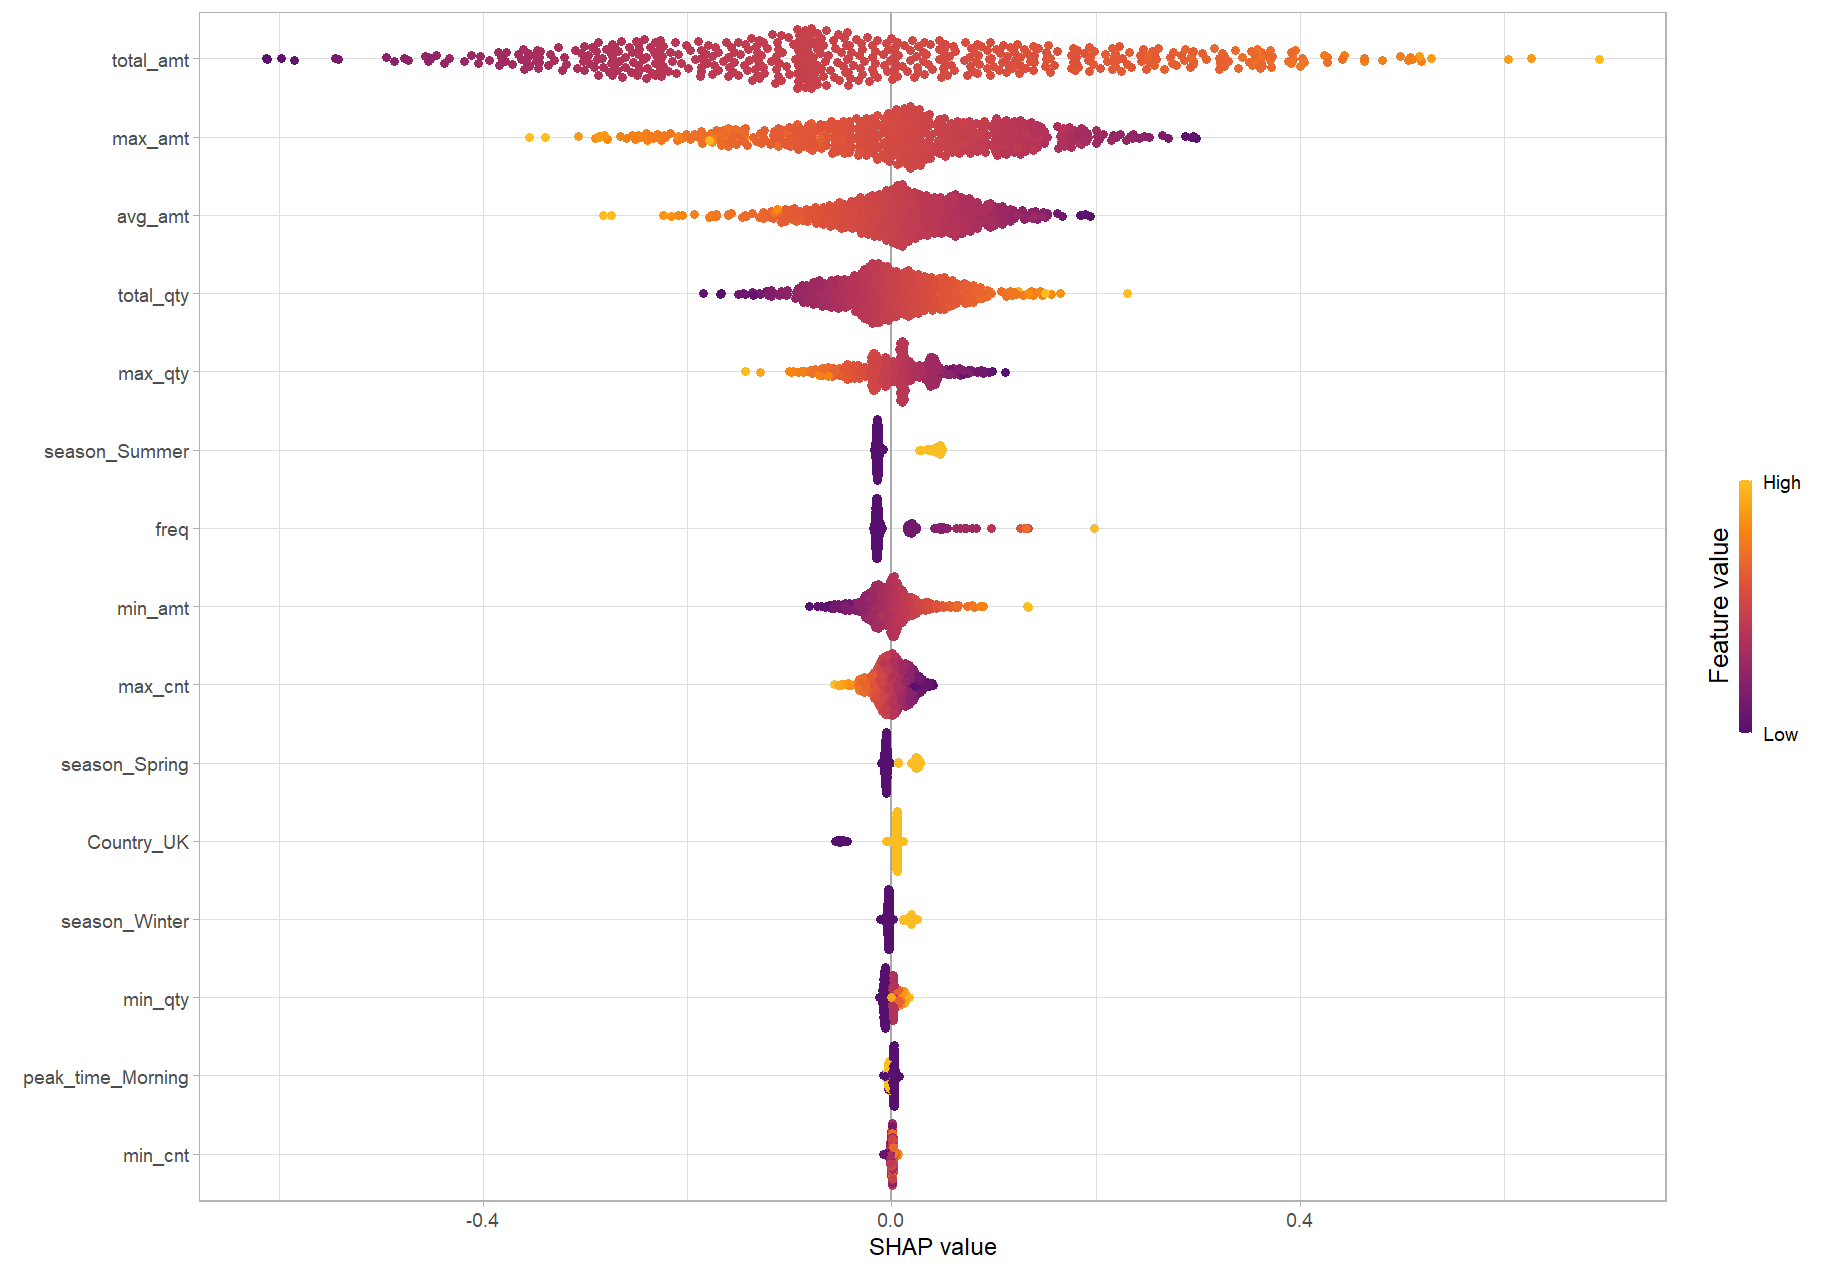 total_amt
max_amt
avg_amt
total_qty
max_qty
season_Summer
freq
min_amt
max_cnt
season_Spring
Country_UK
season_Winter
min_qty
peak_time_Morning
min_cnt
-0.4
0.0
0.4
SHAP value
High
Feature value
Low